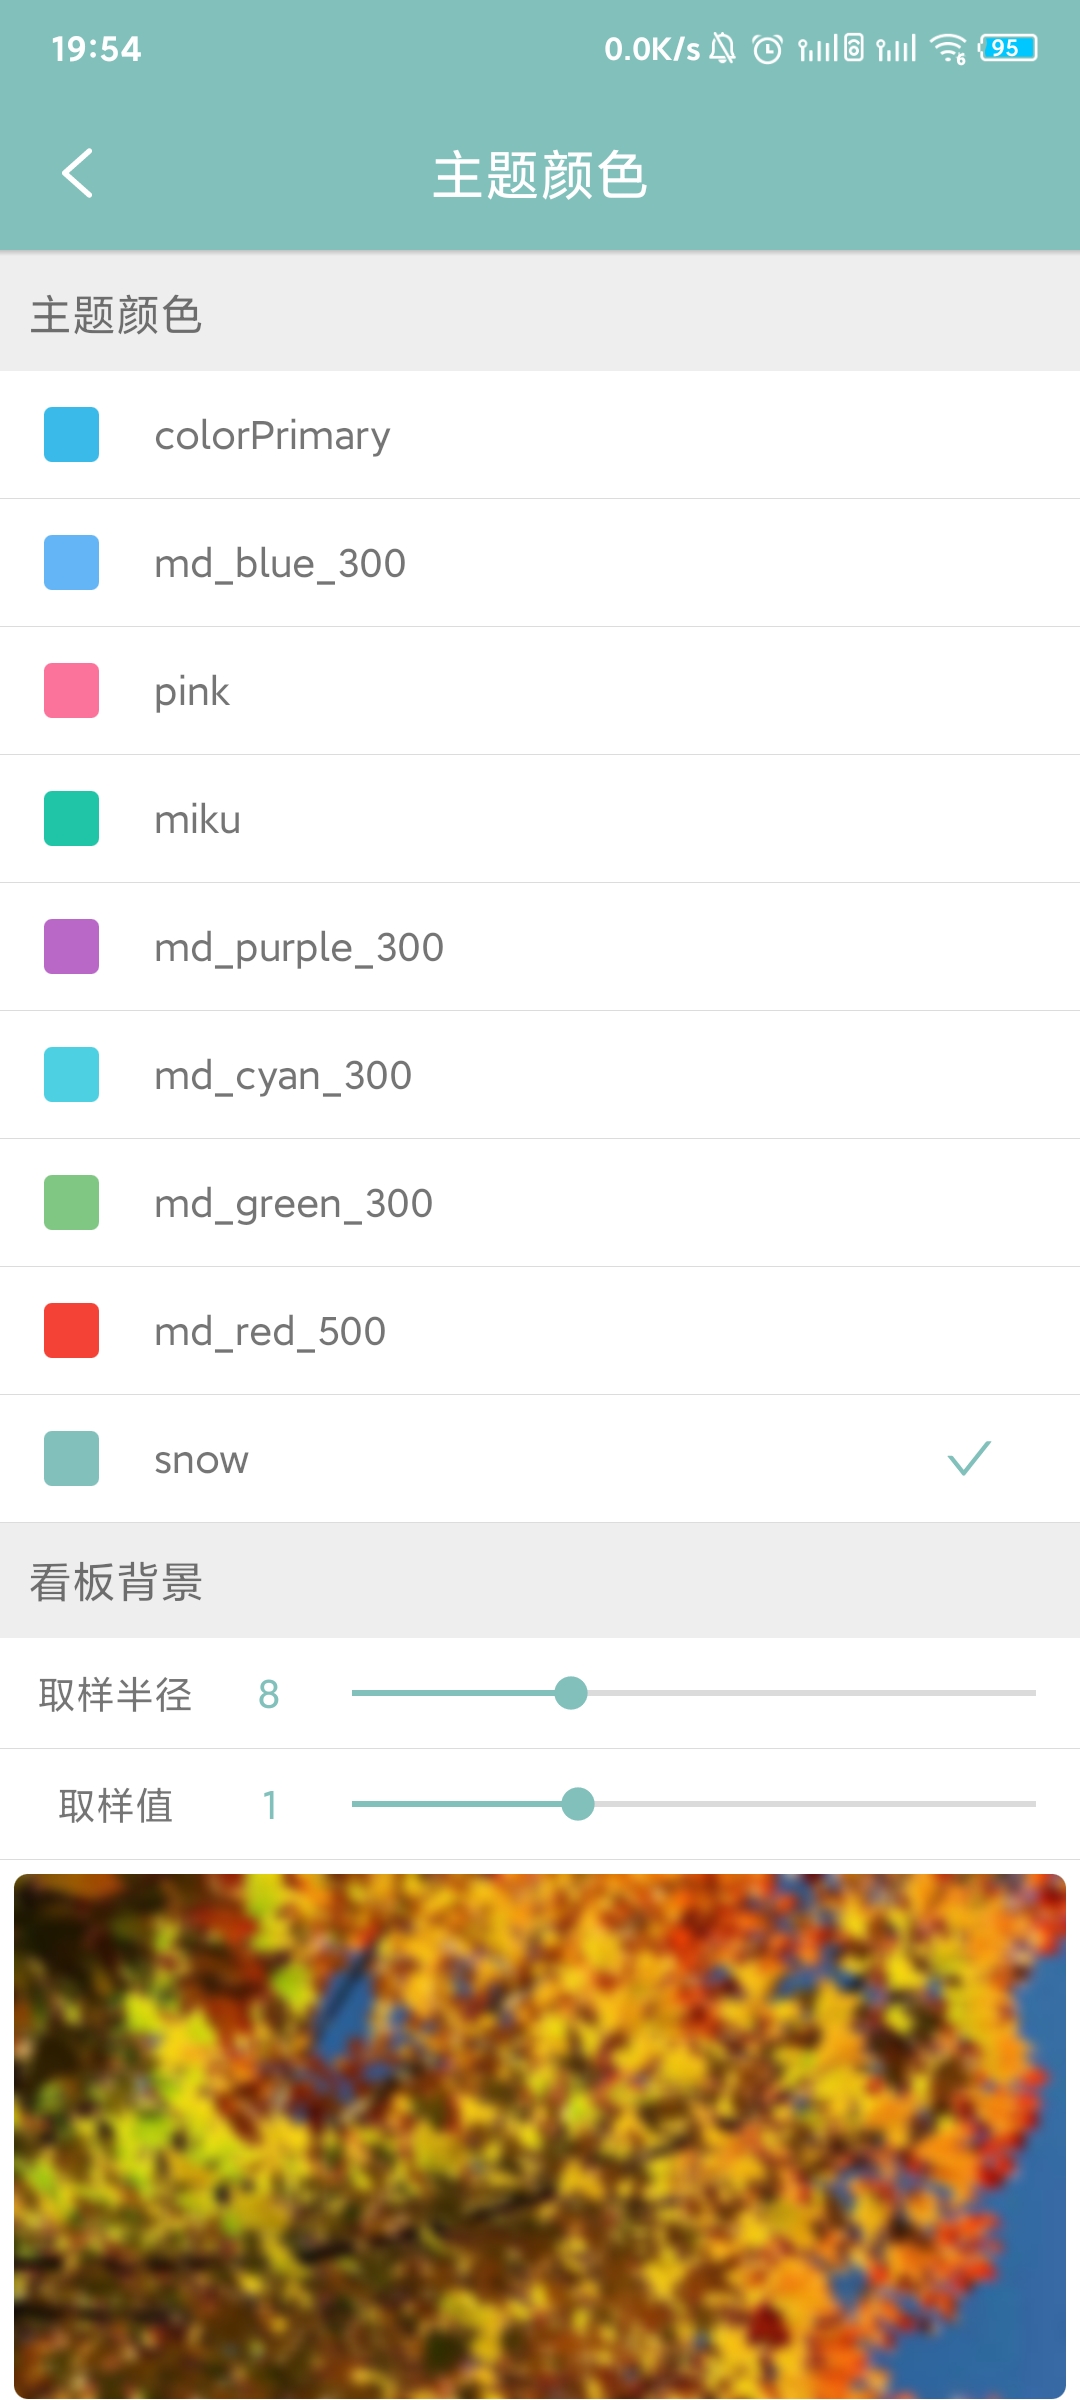 19:54 0.0K/s 6 95
主题颜色
主题颜色
colorPrimary
md_blue_300
pink
miku
md_purple_300
md_cyan_300
md_green_300
md_red_500
snow
看板背景
取样半径 8
取样值 1